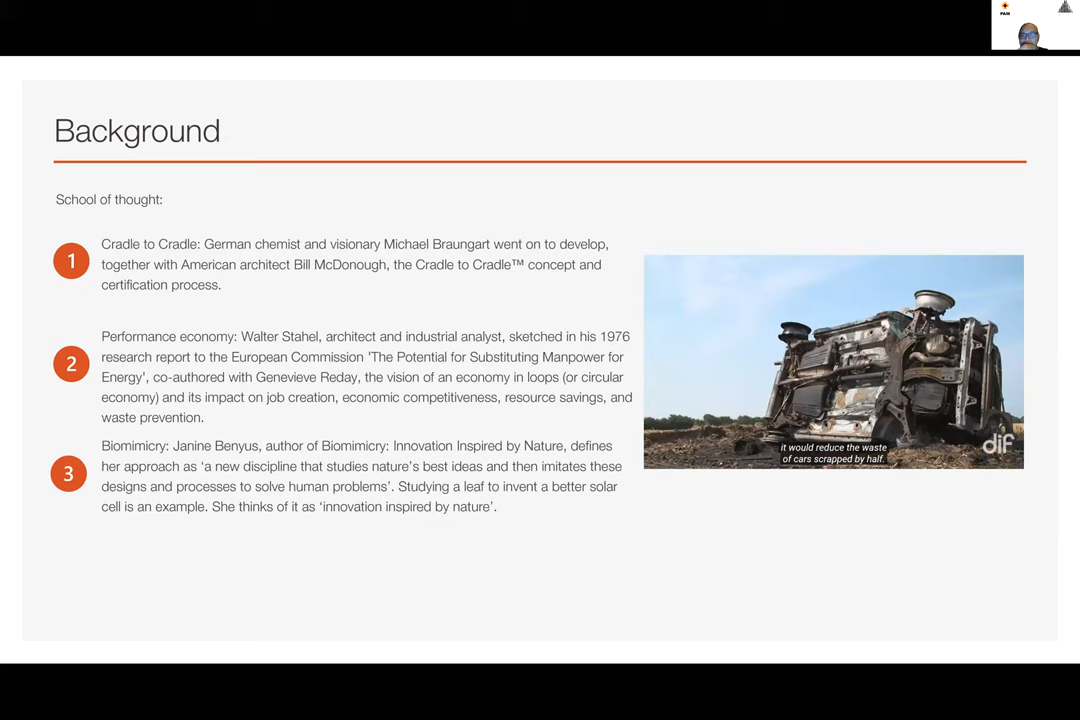 PAM
Background
School of thought:
1
Cradle to Cradle: German chemist and visionary Michael Braungart went on to develop,
together with American architect Bill McDonough, the Cradle to Cradle™ concept and
certification process.
2
Performance economy: Walter Stahel, architect and industrial analyst, sketched in his 1976
research report to the European Commission 'The Potential for Substituting Manpower for
Energy', co-authored with Genevieve Reday, the vision of an economy in loops (or circular
economy) and its impact on job creation, economic competitiveness, resource savings, and
waste prevention.
3
Biomimicry: Janine Benyus, author of Biomimicry: Innovation Inspired by Nature, defines
her approach as ‘a new discipline that studies nature’s best ideas and then imitates these
designs and processes to solve human problems’. Studying a leaf to invent a better solar
cell is an example. She thinks of it as ‘innovation inspired by nature’.
it would reduce the waste
of cars scrapped by half.
dif